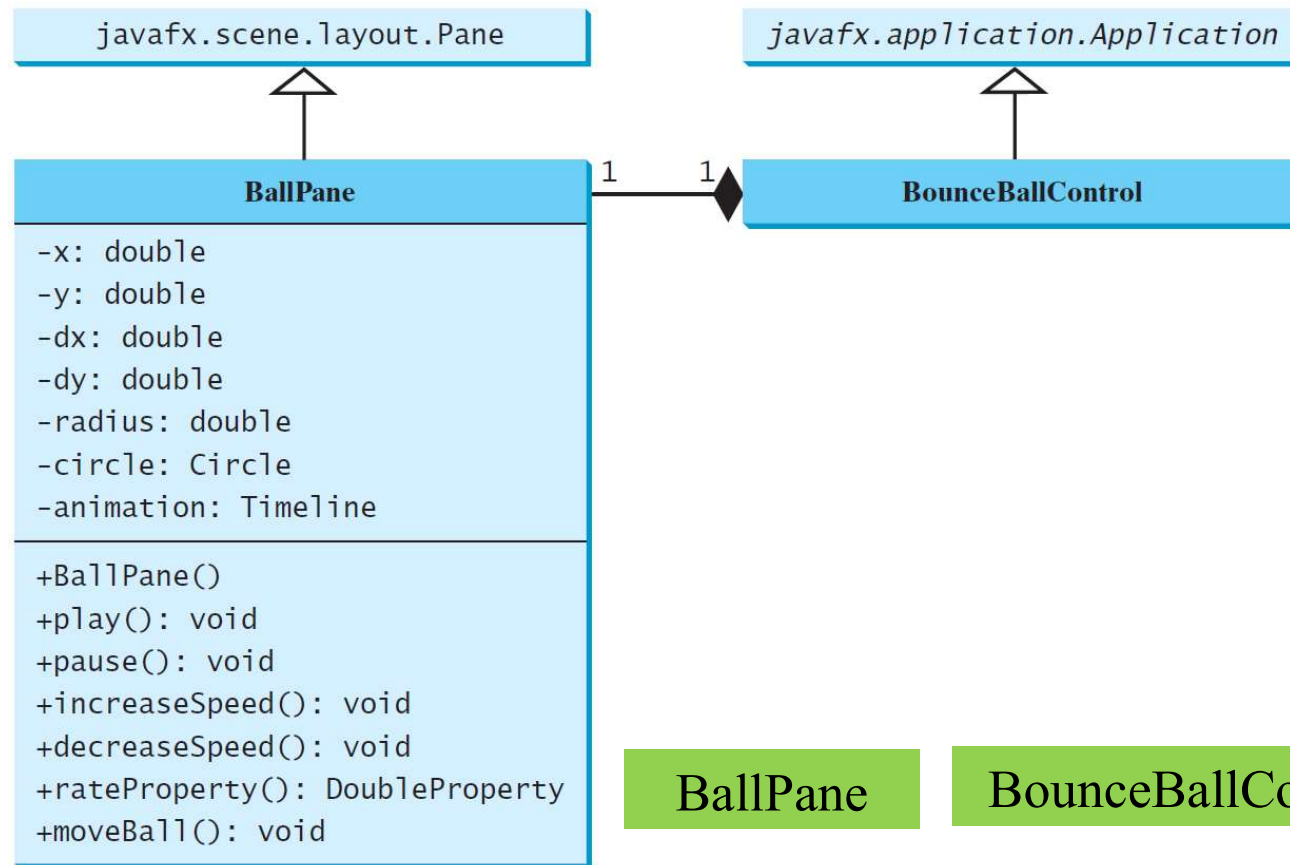 javafx.scene.layout.Pane
javafx.application.Application
BallPane
1
1
BounceBallControl
-x: double
-y: double
-dx: double
-dy: double
-radius: double
-circle: Circle
-animation: Timeline
+BallPane()
+play(): void
+pause(): void
+increaseSpeed(): void
+decreaseSpeed(): void
+rateProperty(): DoubleProperty
+moveBall(): void
BallPane
BounceBallCo